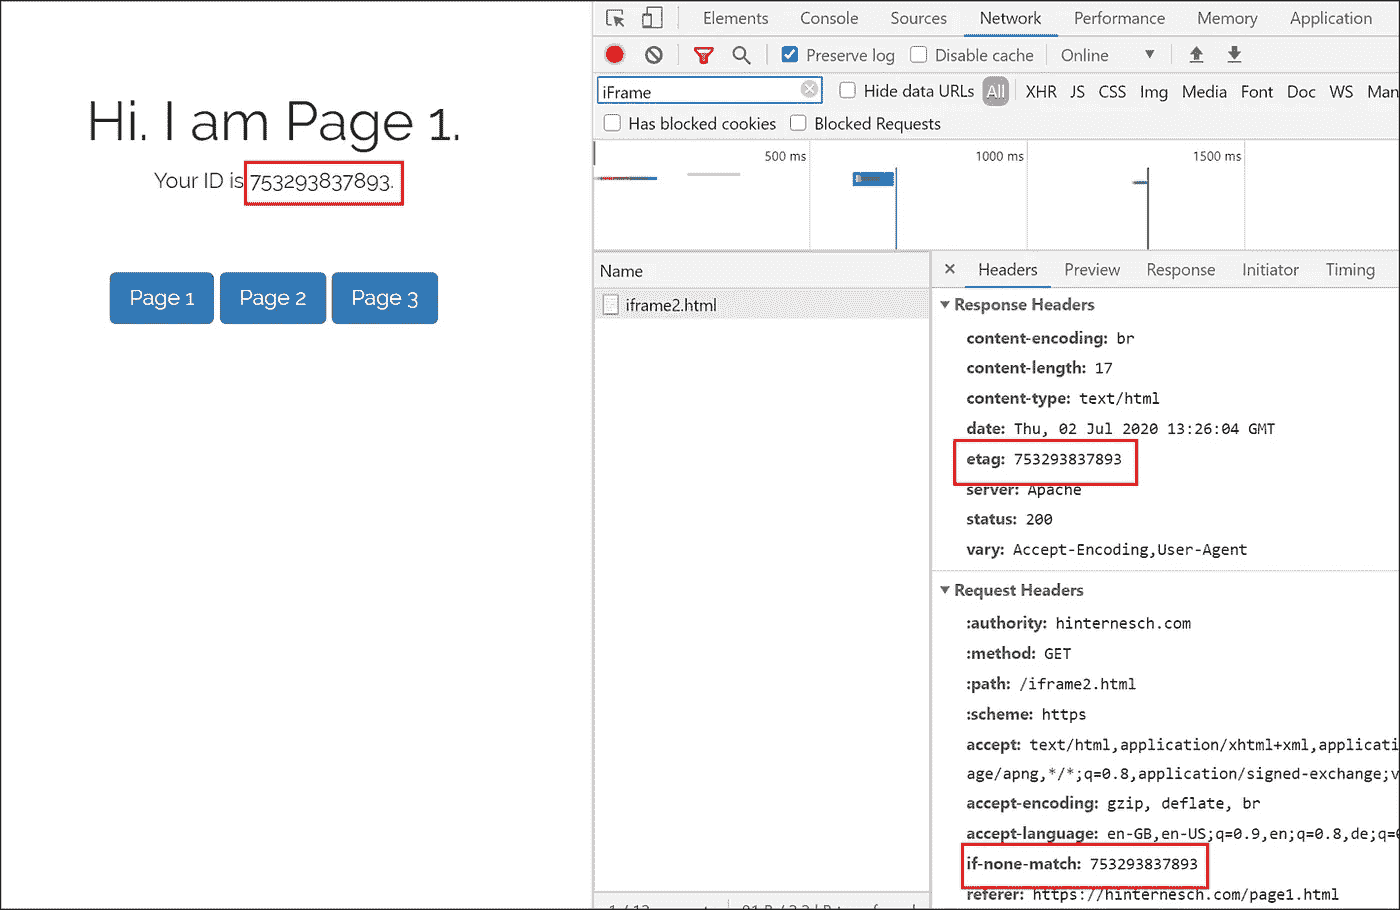 Hi. I am Page 1.
Your ID is 753293837893.
Page 1 Page 2 Page 3
Elements Console Sources Network Performance Memory Application
Preserve log Disable cache Online
iFrame Hide data URLs All XHR JS CSS Img Media Font Doc WS Man
Has blocked cookies Blocked Requests
500 ms 1000 ms 1500 ms
Name
iframe2.html
Headers Preview Response Initiator Timing
Response Headers
content-encoding: br
content-length: 17
content-type: text/html
date: Thu, 02 Jul 2020 13:26:04 GMT
etag: 753293837893
server: Apache
status: 200
vary: Accept-Encoding,User-Agent
Request Headers
:authority: hinternesch.com
:method: GET
:path: /iframe2.html
:scheme: https
accept: text/html,application/xhtml+xml,applicati
age/apng,*/*;q=0.8,application/signed-exchange;v
accept-encoding: gzip, deflate, br
accept-language: en-GB,en-US;q=0.9,en;q=0.8,de;q=
if-none-match: 753293837893
referer: https://hinternesch.com/page1.html